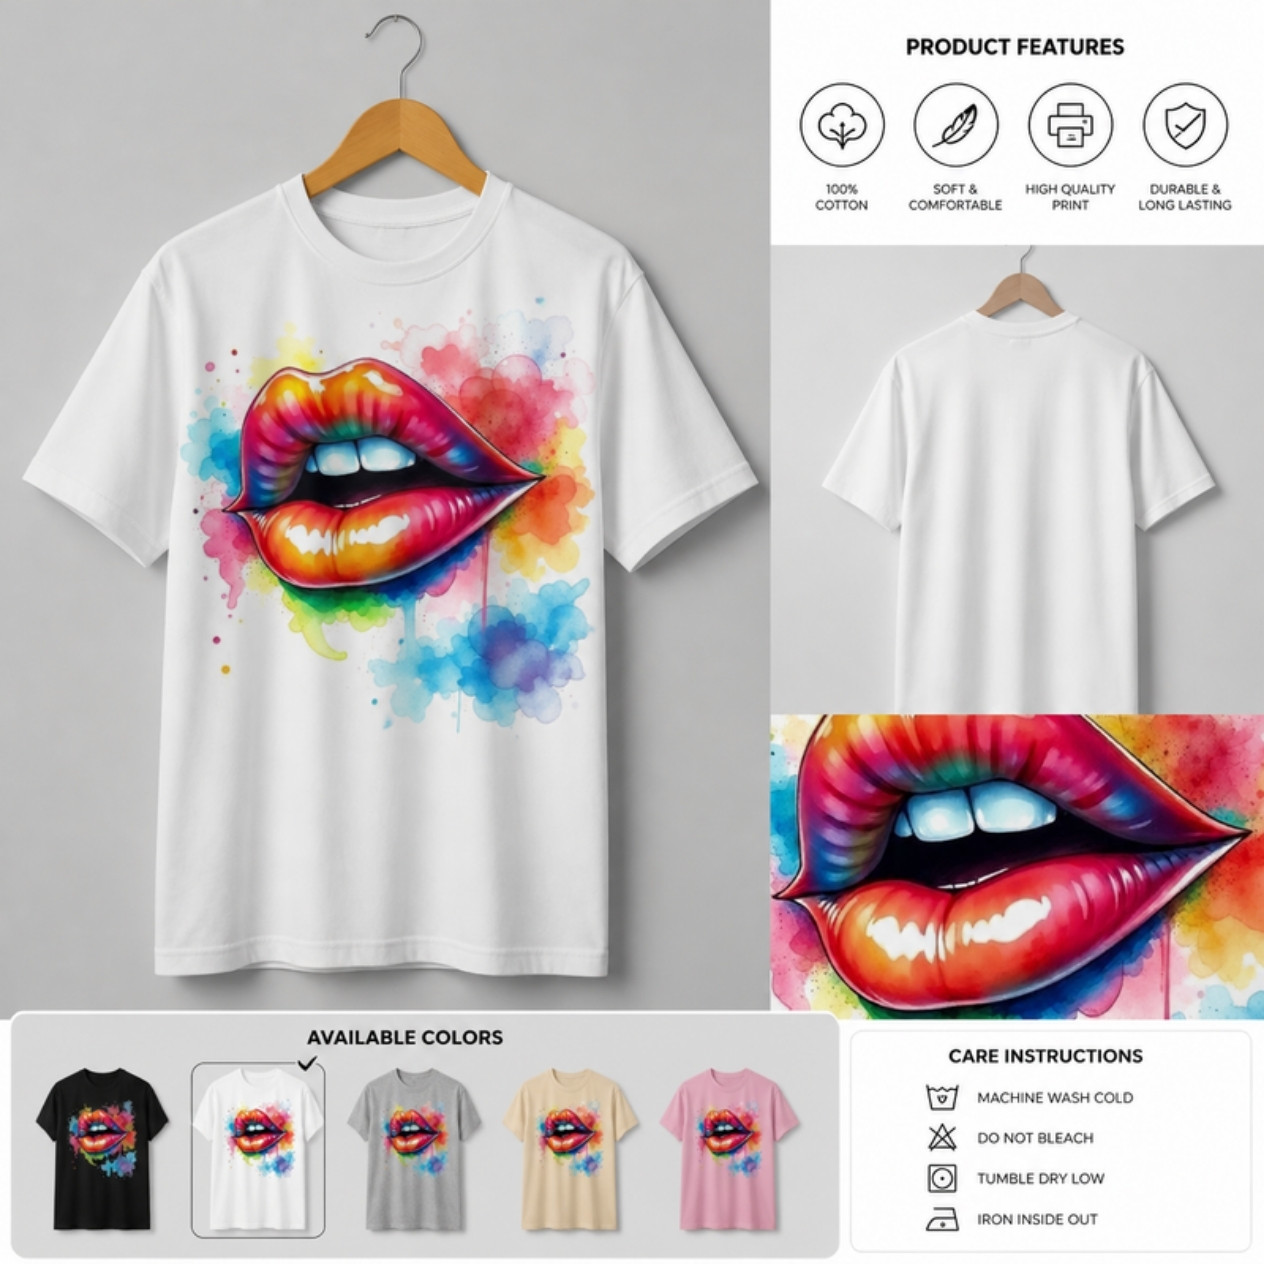 PRODUCT FEATURES
100%
COTTON
SOFT &
COMFORTABLE
HIGH QUALITY
PRINT
DURABLE &
LONG LASTING
AVAILABLE COLORS
CARE INSTRUCTIONS
MACHINE WASH COLD
DO NOT BLEACH
TUMBLE DRY LOW
IRON INSIDE OUT